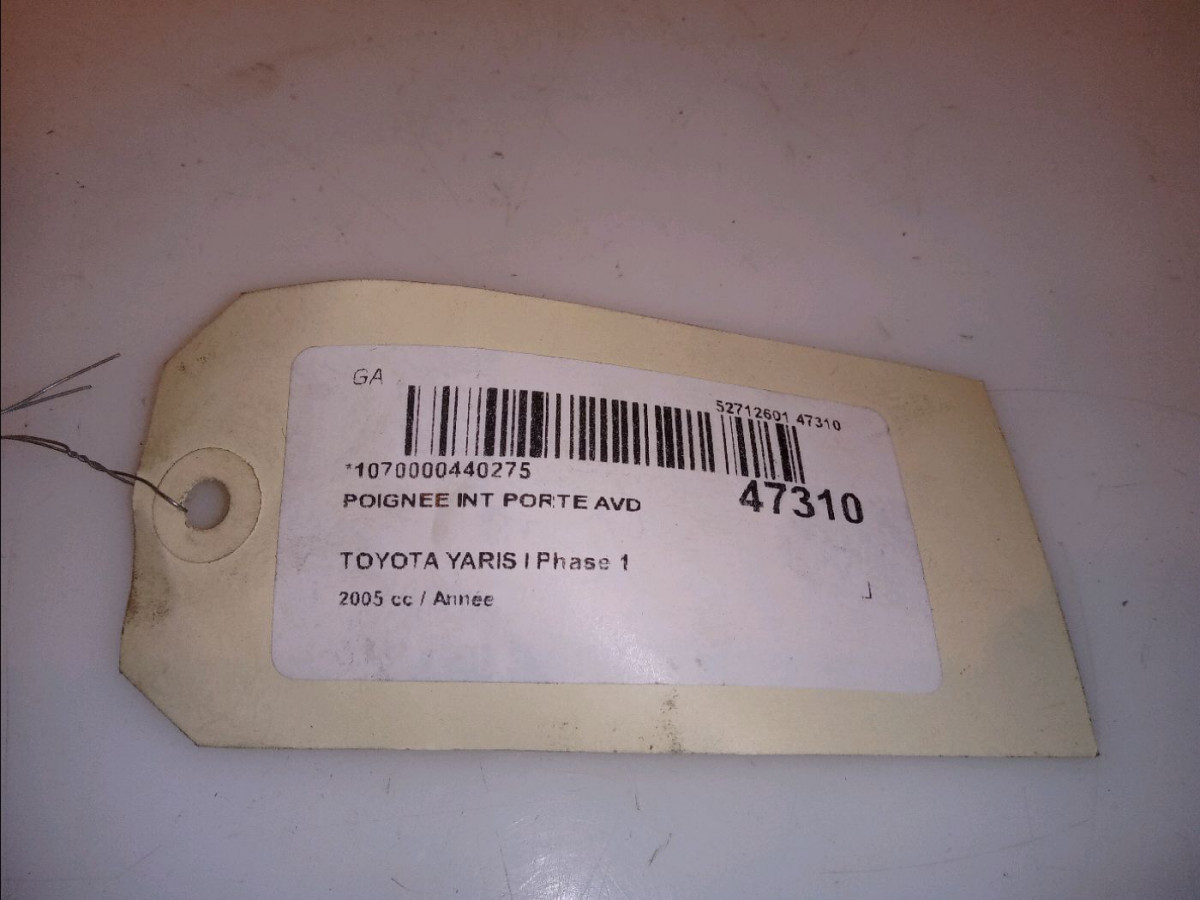 GA
52712601 47310
*1070000440275
POIGNEE INT PORTE AVD
47310
TOYOTA YARIS I Phase 1
2005 cc / Année